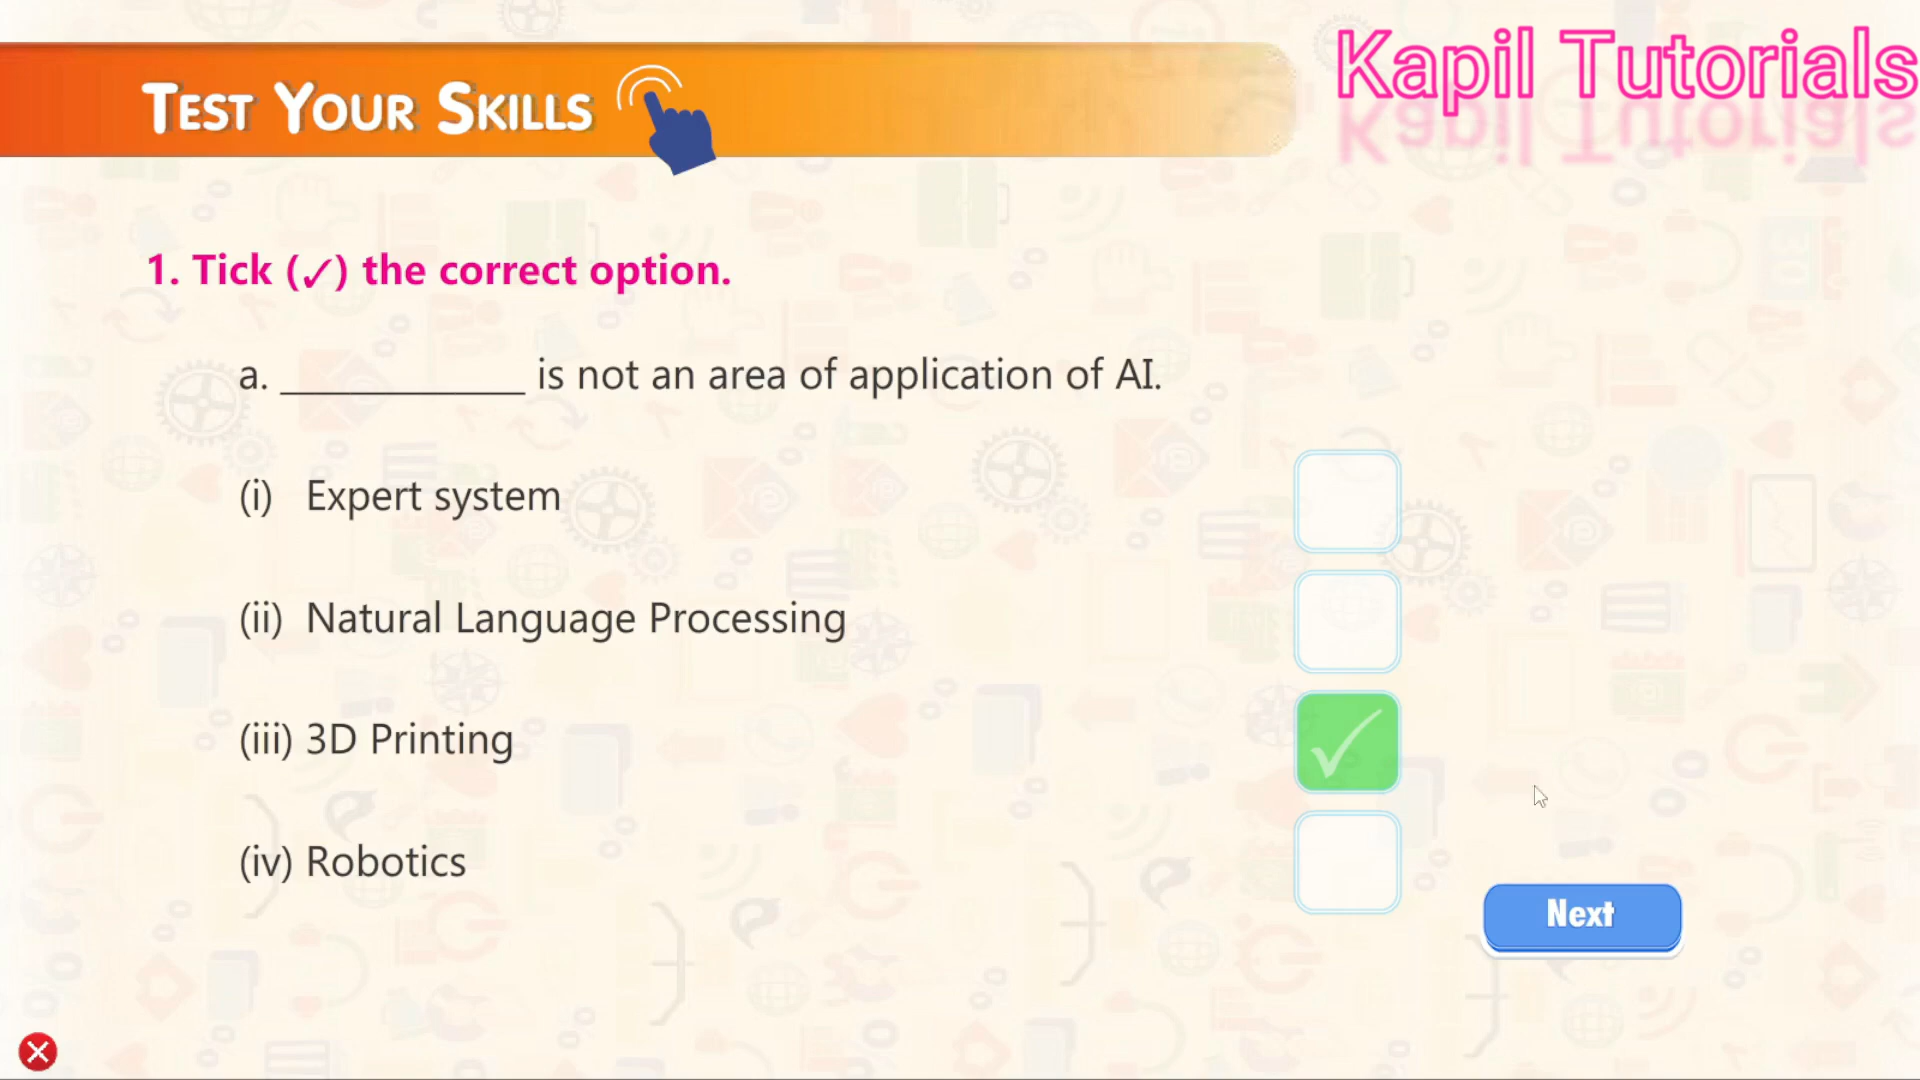 TEST YOUR SKILLS
Kapil Tutorials
1. Tick (✓) the correct option.
a. ____________ is not an area of application of AI.
(i) Expert system
(ii) Natural Language Processing
(iii) 3D Printing
(iv) Robotics
Next